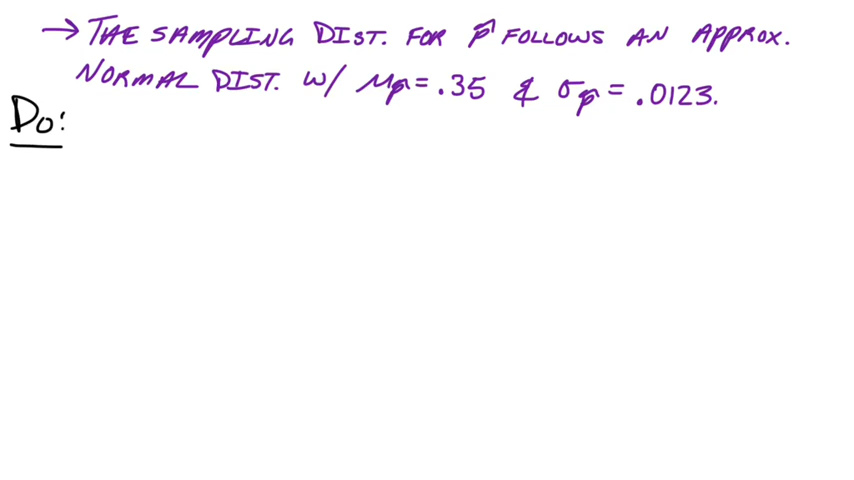 → THE SAMPLING DIST. FOR p̂ FOLLOWS AN APPROX.
NORMAL DIST. W/ μp̂ = .35 & σp̂ = .0123.
Do: